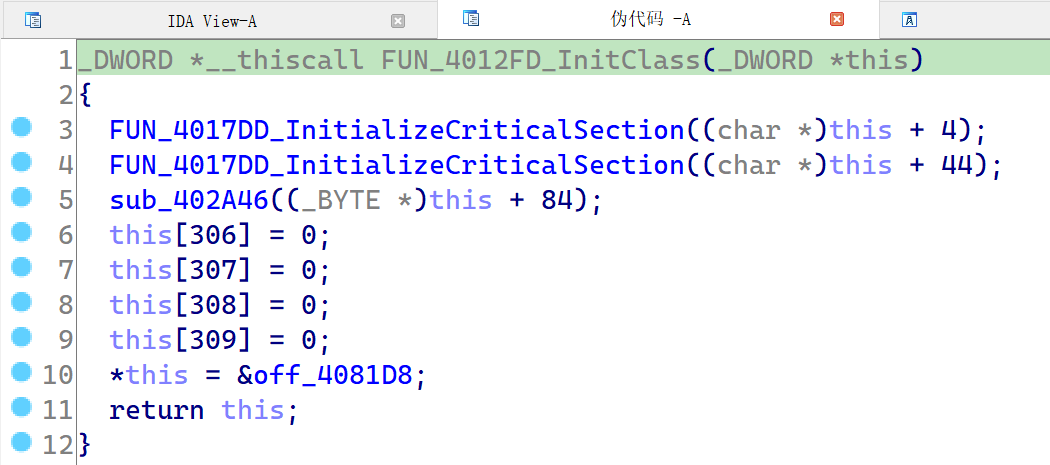 IDA View-A 伪代码 -A
1 _DWORD *__thiscall FUN_4012FD_InitClass(_DWORD *this)
2 {
3   FUN_4017DD_InitializeCriticalSection((char *)this + 4);
4   FUN_4017DD_InitializeCriticalSection((char *)this + 44);
5   sub_402A46((_BYTE *)this + 84);
6   this[306] = 0;
7   this[307] = 0;
8   this[308] = 0;
9   this[309] = 0;
10   *this = &off_4081D8;
11   return this;
12 }